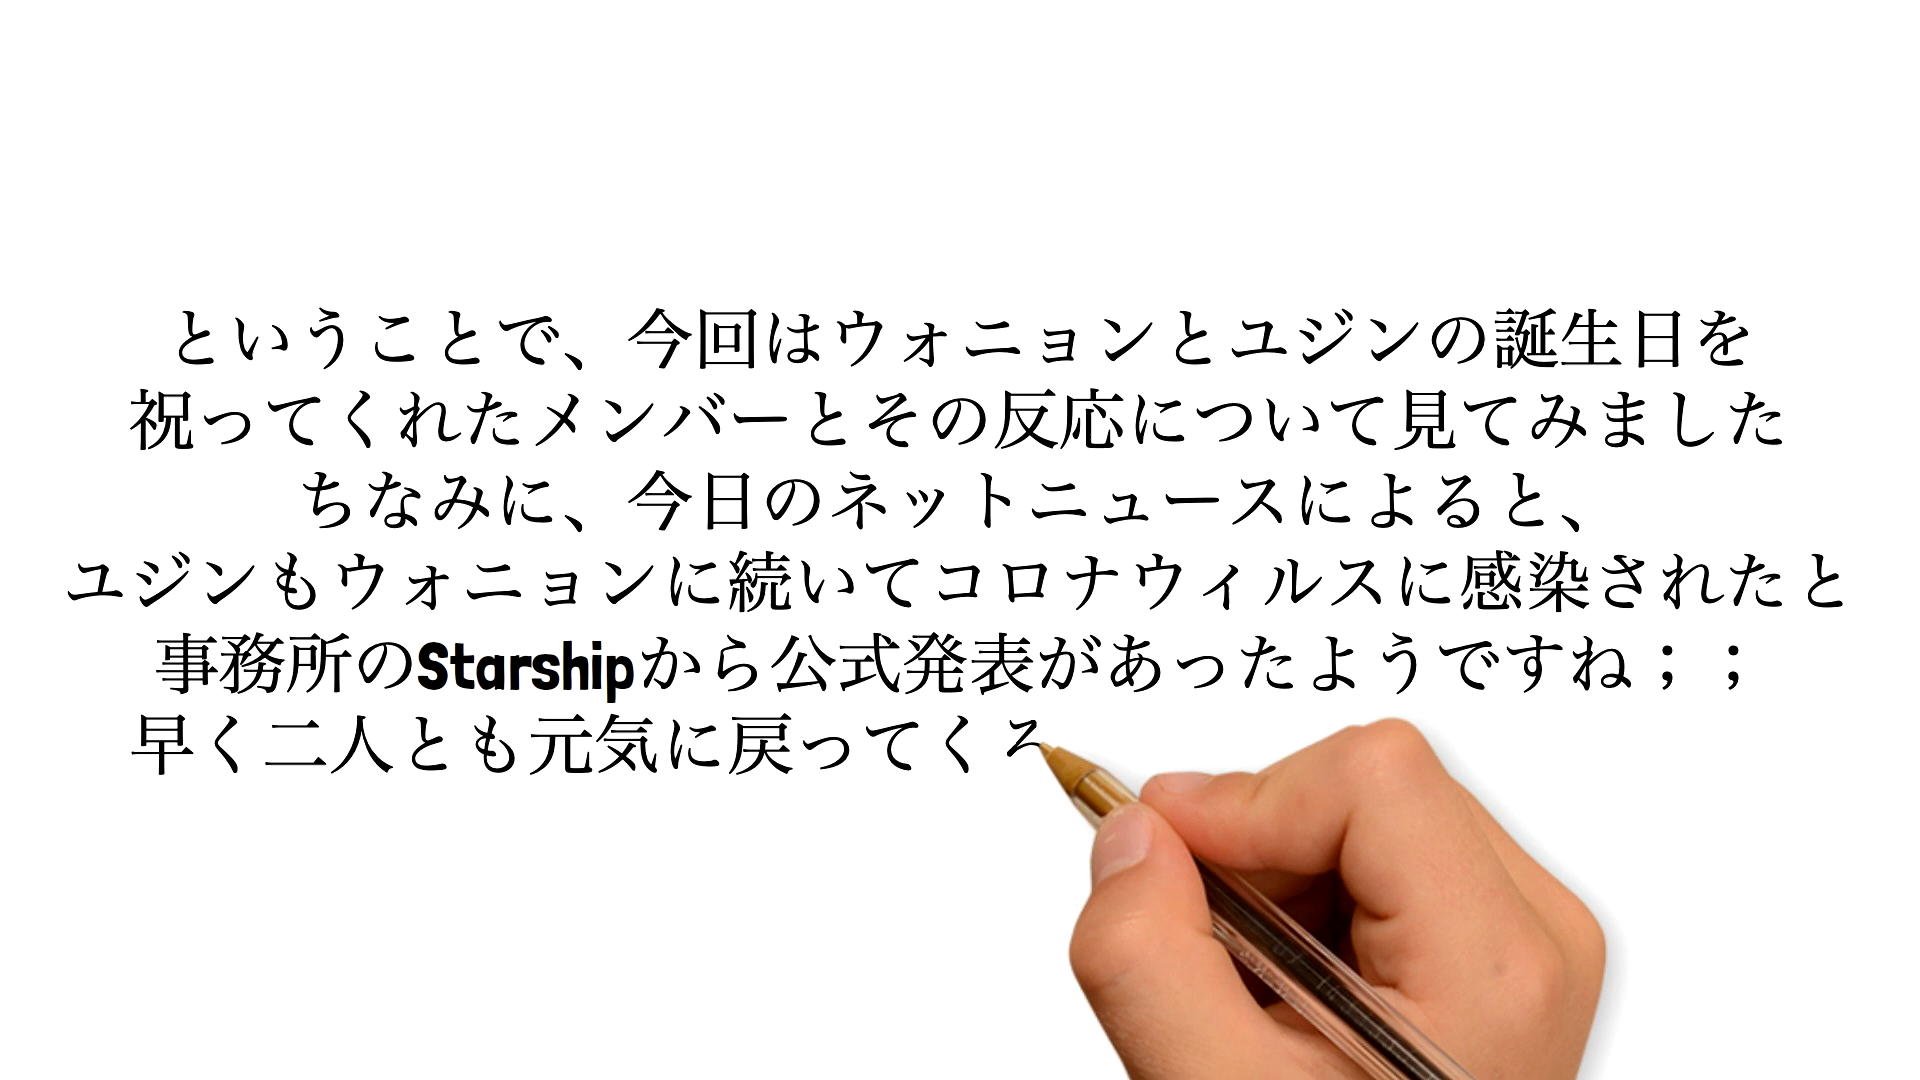 ということで、今回はウォニョンとユジンの誕生日を
祝ってくれたメンバーとその反応について見てみました
ちなみに、今日のネットニュースによると、
ユジンもウォニョンに続いてコロナウィルスに感染されたと
事務所のStarshipから公式発表があったようですね；；
早く二人とも元気に戻ってく